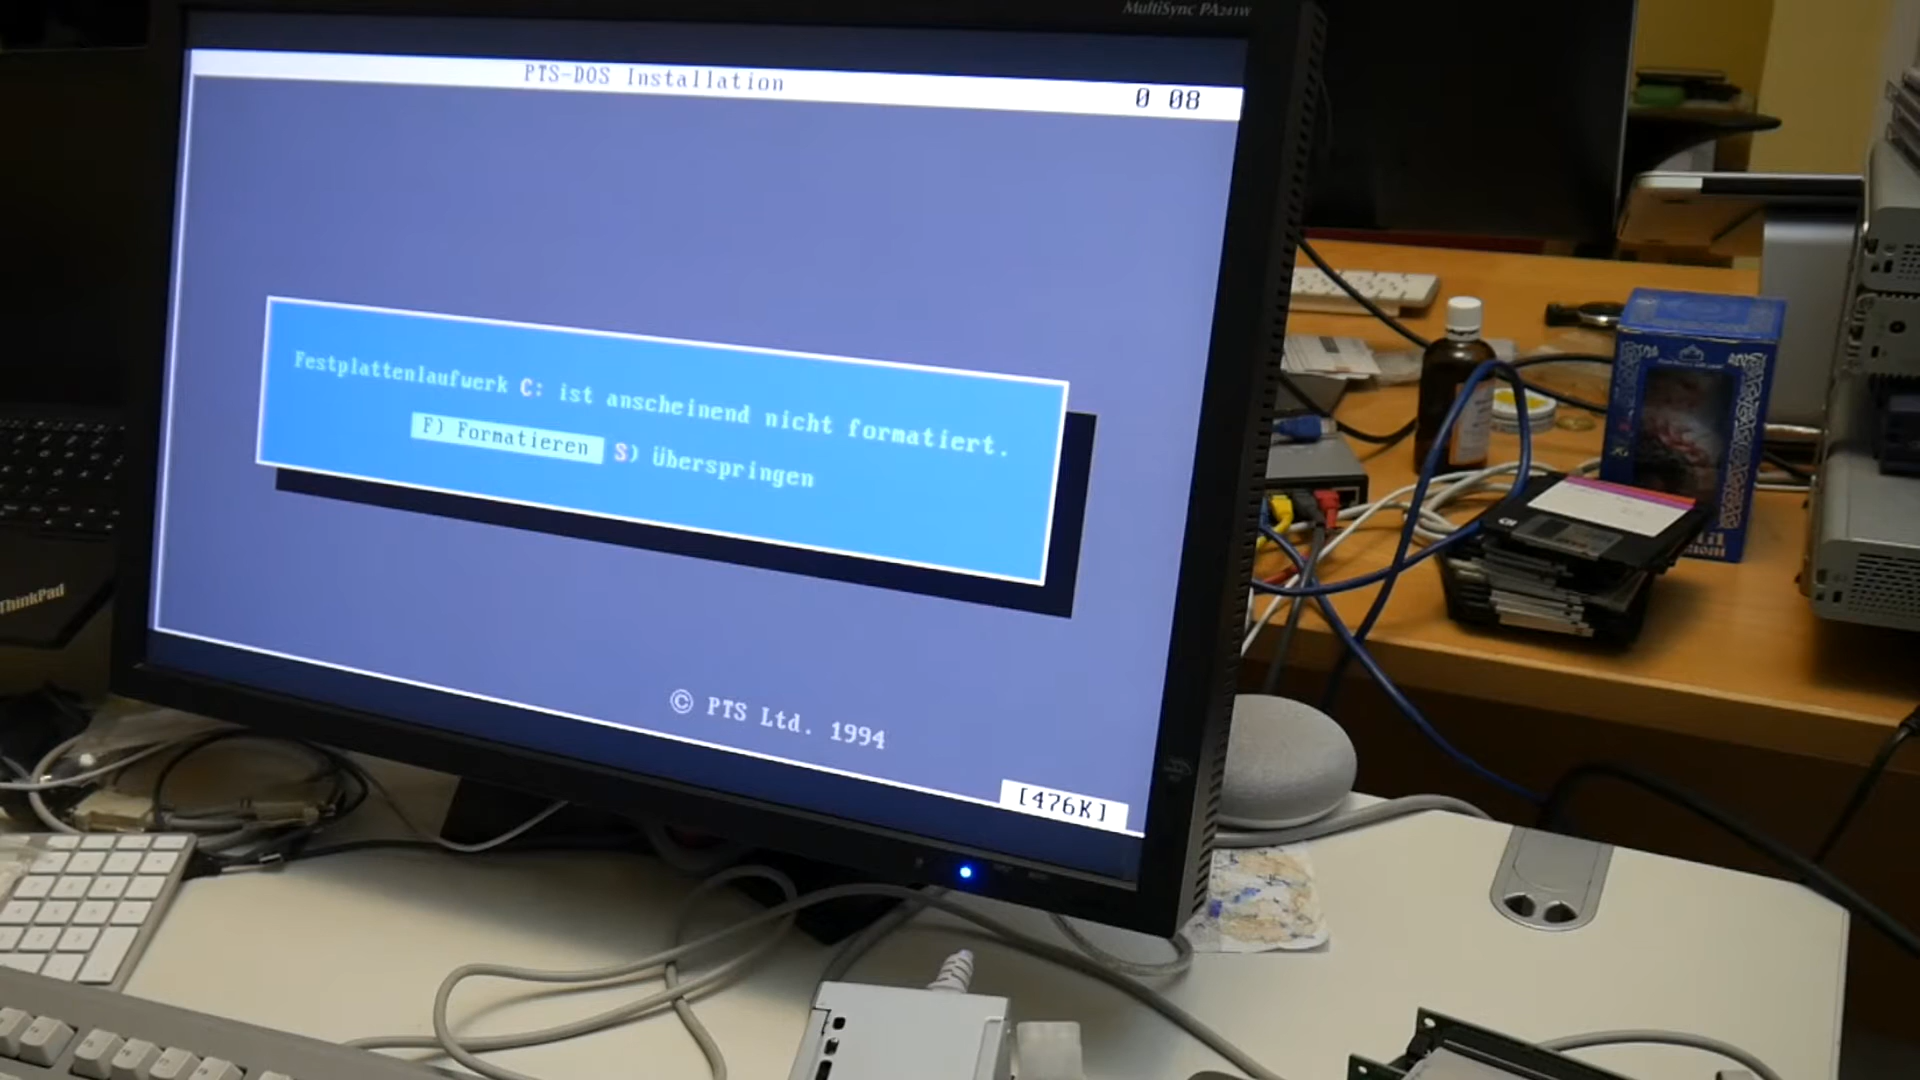 MultiSync PA241W
PTS-DOS Installation
0 08
Festplattenlaufwerk C: ist anscheinend nicht formatiert.
F) Formatieren S) Überspringen
© PTS Ltd. 1994
[476K]
ThinkPad